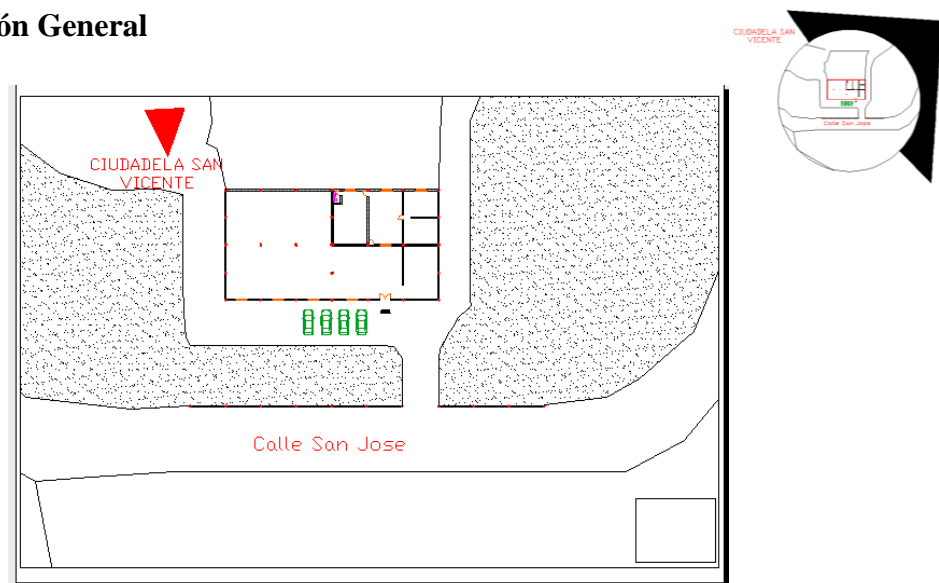 ón General
CIUDADELA SAN
VICENTE
Calle San Jose
CIUDADELA SAN
VICENTE
Calle San Jose